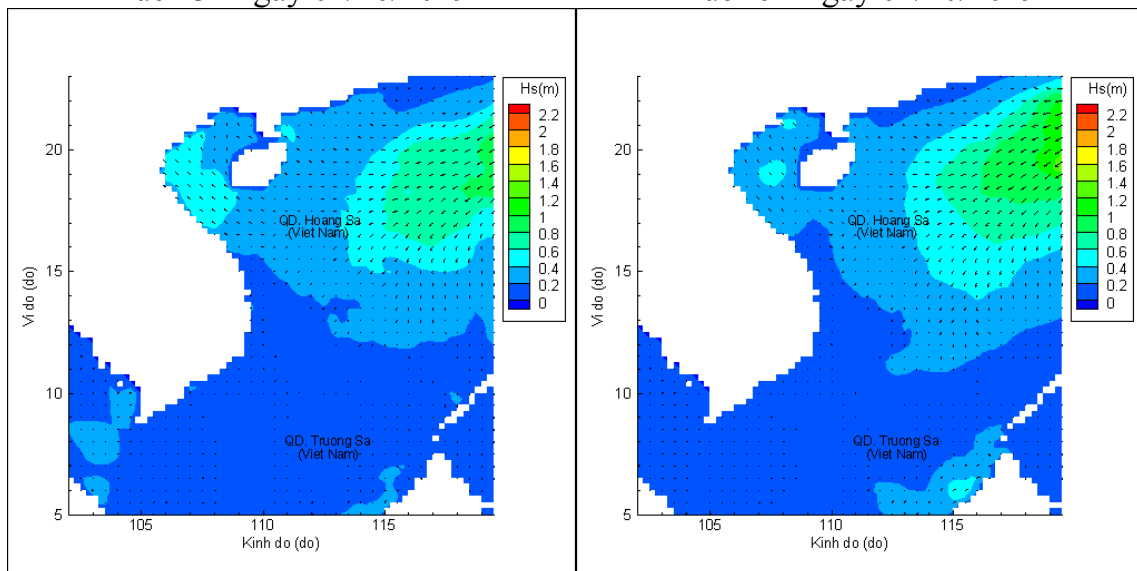 Hs(m)
2.2
2
1.8
1.6
1.4
1.2
1
0.8
0.6
0.4
0.2
0
20
15
10
5
Vi do (do)
QD. Hoang Sa
(Viet Nam)
QD. Truong Sa
(Viet Nam)
105
110
115
Kinh do (do)
Hs(m)
2.2
2
1.8
1.6
1.4
1.2
1
0.8
0.6
0.4
0.2
0
20
15
10
5
Vi do (do)
QD. Hoang Sa
(Viet Nam)
QD. Truong Sa
(Viet Nam)
105
110
115
Kinh do (do)